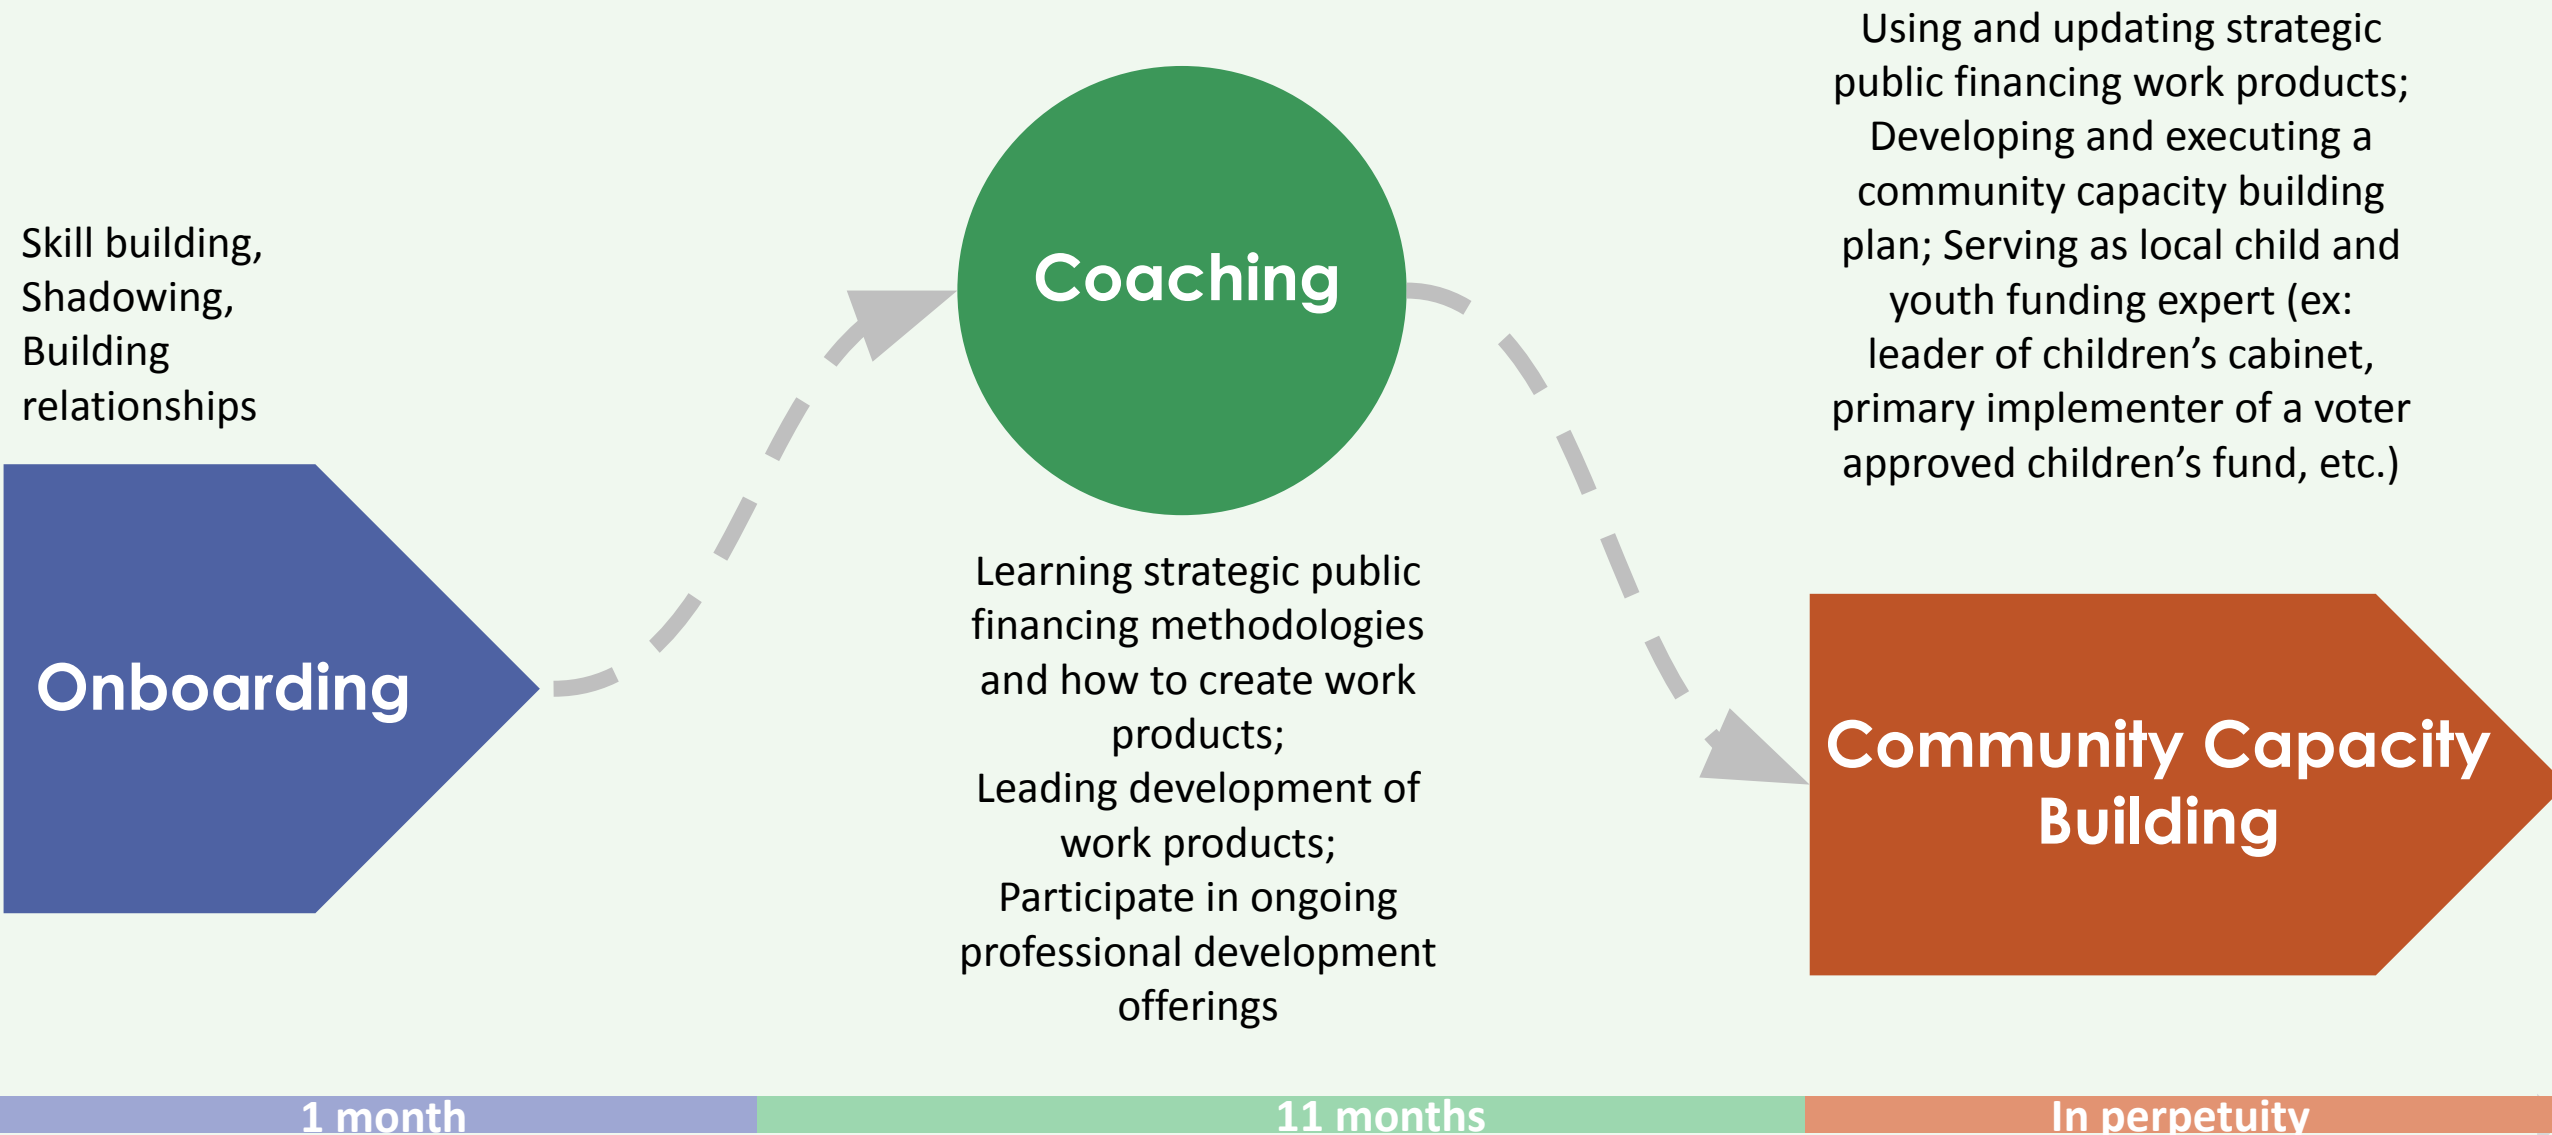 Skill building,
Shadowing,
Building
relationships
Onboarding
Coaching
Learning strategic public
financing methodologies
and how to create work
products;
Leading development of
work products;
Participate in ongoing
professional development
offerings
Using and updating strategic
public financing work products;
Developing and executing a
community capacity building
plan; Serving as local child and
youth funding expert (ex:
leader of children’s cabinet,
primary implementer of a voter
approved children’s fund, etc.)
Community Capacity
Building
1 month
11 months
In perpetuity